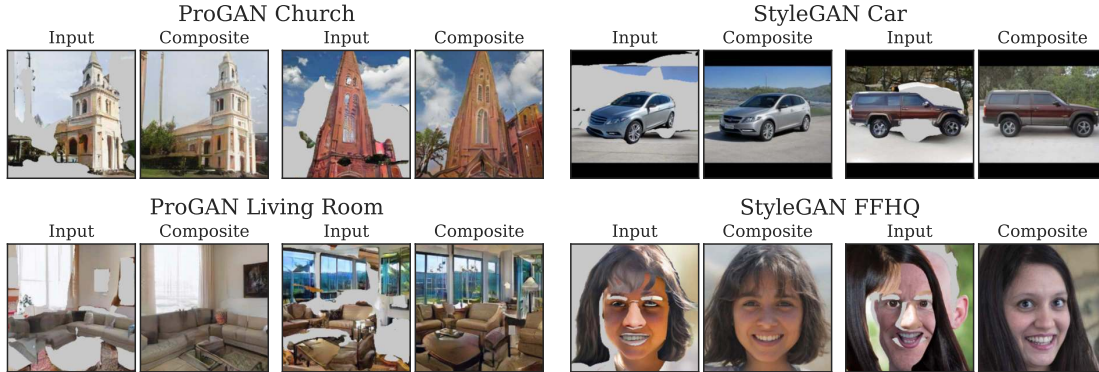 ProGAN Church
Input Composite Input Composite
StyleGAN Car
Input Composite Input Composite
ProGAN Living Room
Input Composite Input Composite
StyleGAN FFHQ
Input Composite Input Composite